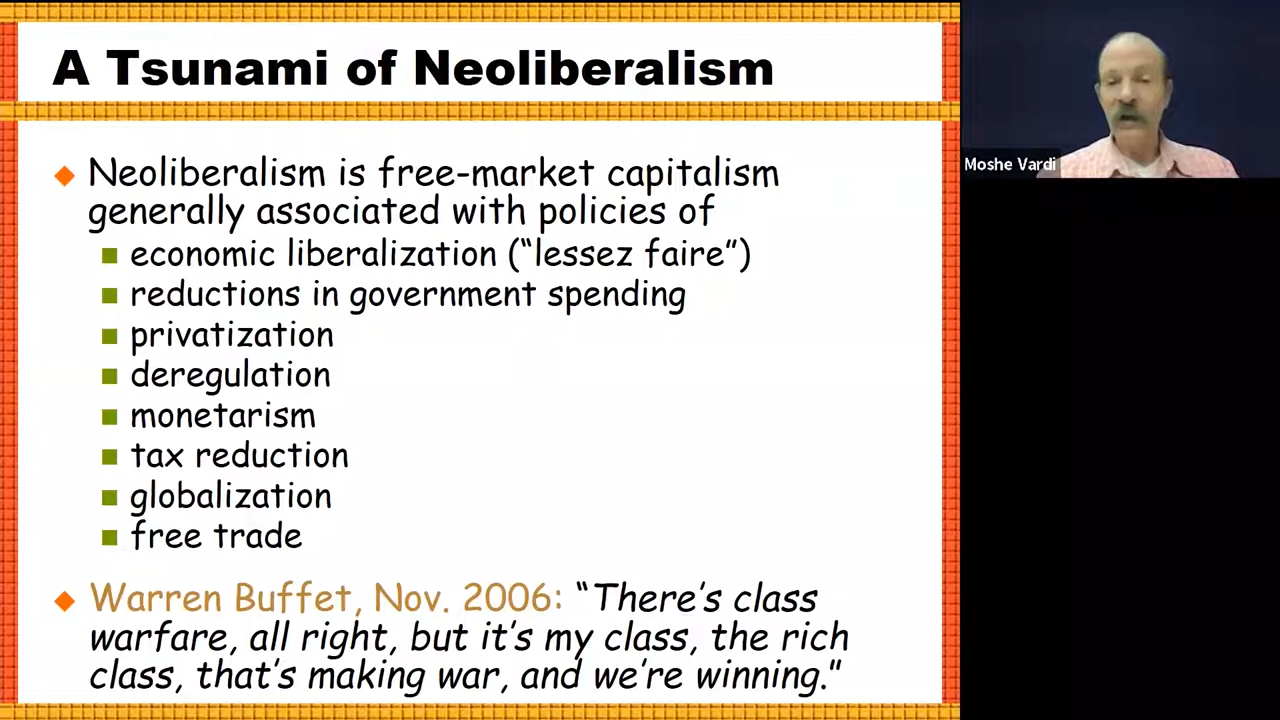 A Tsunami of Neoliberalism
Neoliberalism is free-market capitalism
generally associated with policies of
economic liberalization (“lessez faire”)
reductions in government spending
privatization
deregulation
monetarism
tax reduction
globalization
free trade
Warren Buffet, Nov. 2006: “There’s class
warfare, all right, but it’s my class, the rich
class, that’s making war, and we’re winning."
Moshe Vardi